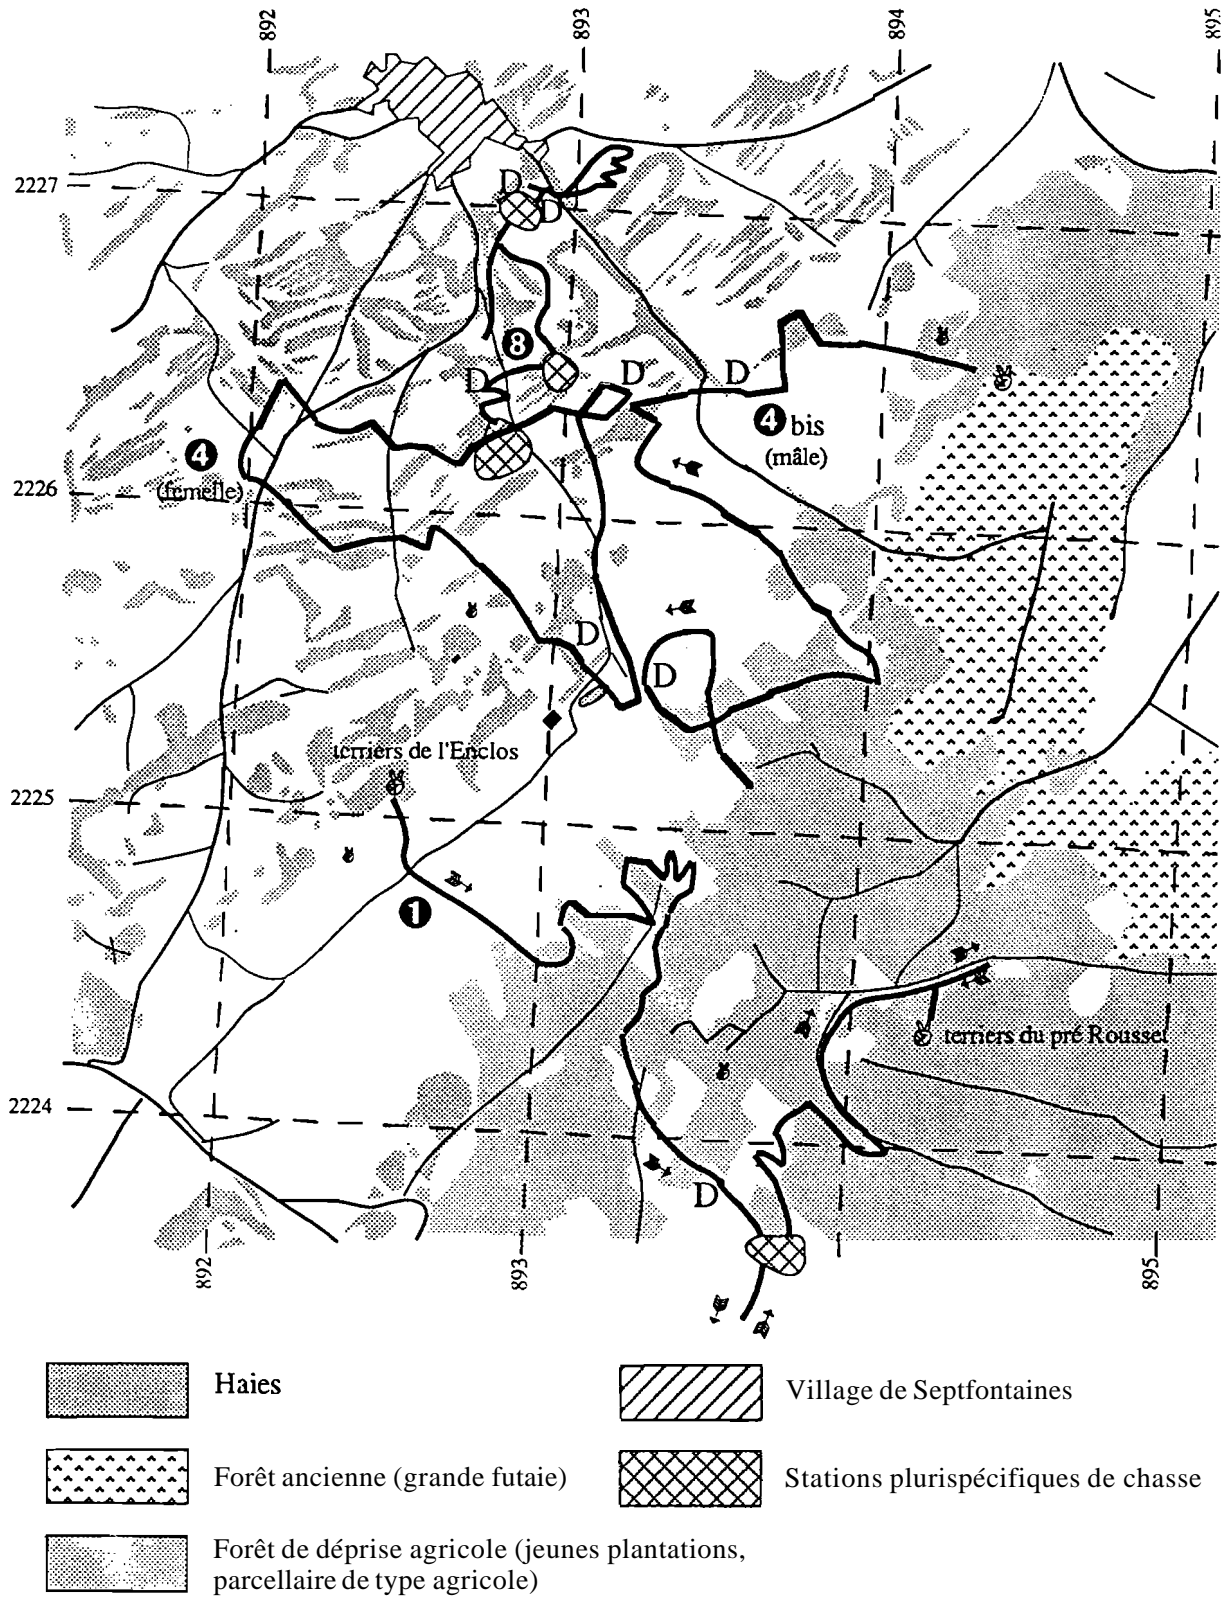 892
893
894
895
2227
D
D
8
D
D
D
4 bis
(mâle)
4
(femelle)
2226
D
D
terriers de l'Enclos
2225
1
terriers du pré Roussel
2224
D
892
893
895
Haies
Village de Septfontaines
Forêt ancienne (grande futaie)
Stations plurispécifiques de chasse
Forêt de déprise agricole (jeunes plantations,
parcellaire de type agricole)